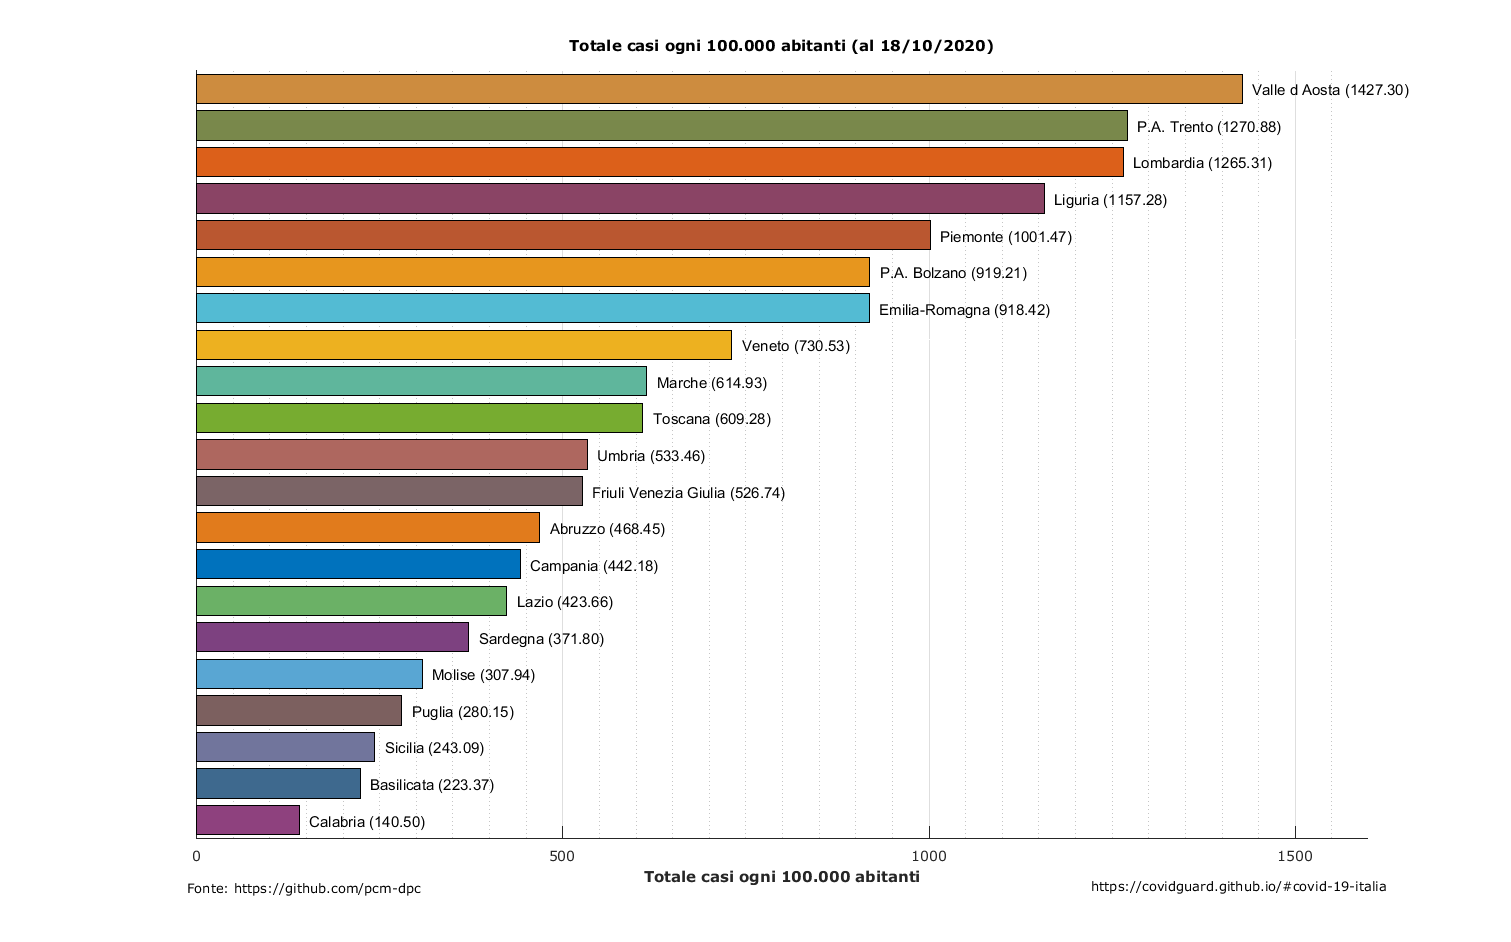 Totale casi ogni 100.000 abitanti (al 18/10/2020)
Valle d Aosta (1427.30)
P.A. Trento (1270.88)
Lombardia (1265.31)
Liguria (1157.28)
Piemonte (1001.47)
P.A. Bolzano (919.21)
Emilia-Romagna (918.42)
Veneto (730.53)
Marche (614.93)
Toscana (609.28)
Umbria (533.46)
Friuli Venezia Giulia (526.74)
Abruzzo (468.45)
Campania (442.18)
Lazio (423.66)
Sardegna (371.80)
Molise (307.94)
Puglia (280.15)
Sicilia (243.09)
Basilicata (223.37)
Calabria (140.50)
0 500 1000 1500
Totale casi ogni 100.000 abitanti
Fonte: https://github.com/pcm-dpc
https://covidguard.github.io/#covid-19-italia